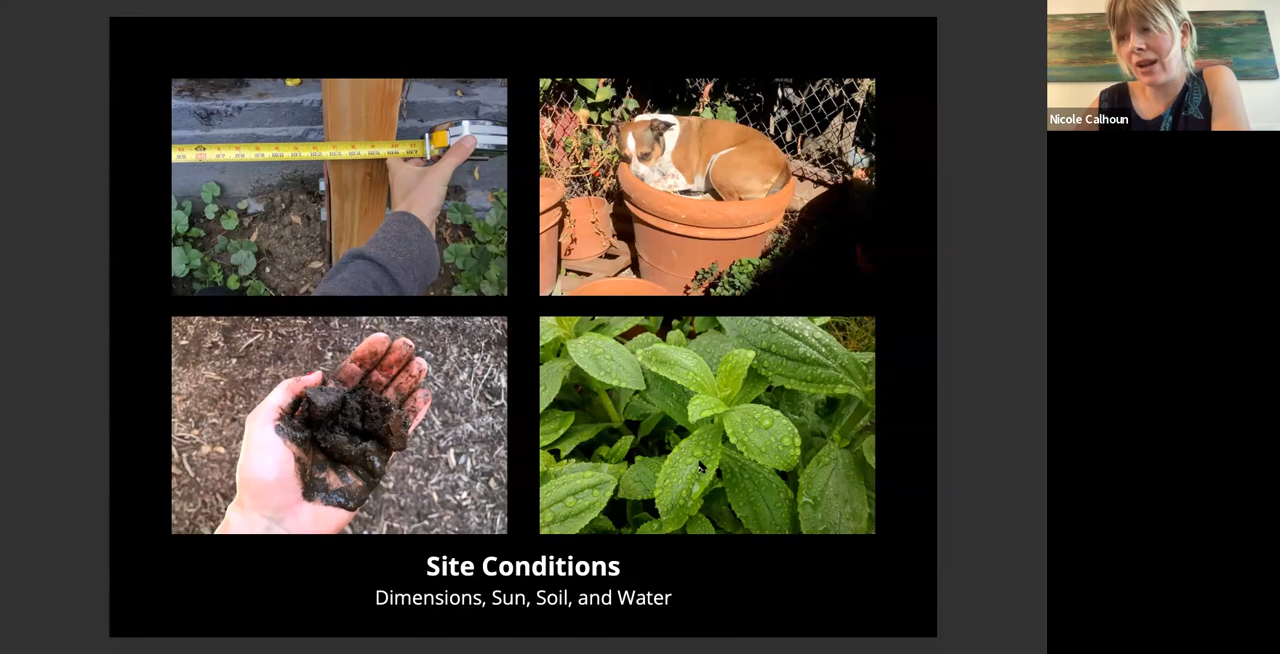 Nicole Calhoun
Site Conditions
Dimensions, Sun, Soil, and Water